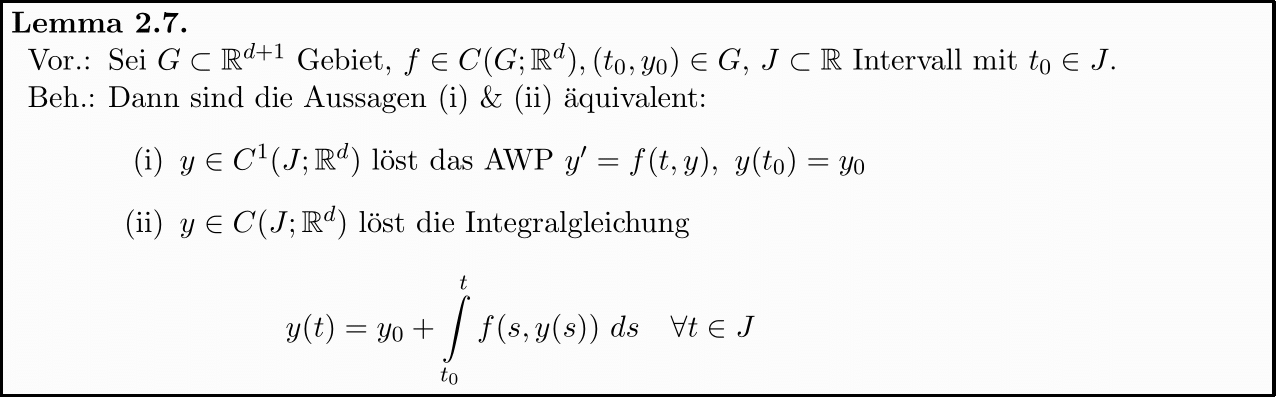 Lemma 2.7.
Vor.: Sei $G \subset \mathbb{R}^{d+1}$ Gebiet, $f \in C(G; \mathbb{R}^d), (t_0, y_0) \in G$, $J \subset \mathbb{R}$ Intervall mit $t_0 \in J$.
Beh.: Dann sind die Aussagen (i) & (ii) äquivalent:
(i) $y \in C^1(J; \mathbb{R}^d)$ löst das AWP $y' = f(t, y),\ y(t_0) = y_0$
(ii) $y \in C(J; \mathbb{R}^d)$ löst die Integralgleichung
$y(t) = y_0 + \int\limits_{t_0}^{t} f(s, y(s))\ ds \quad \forall t \in J$